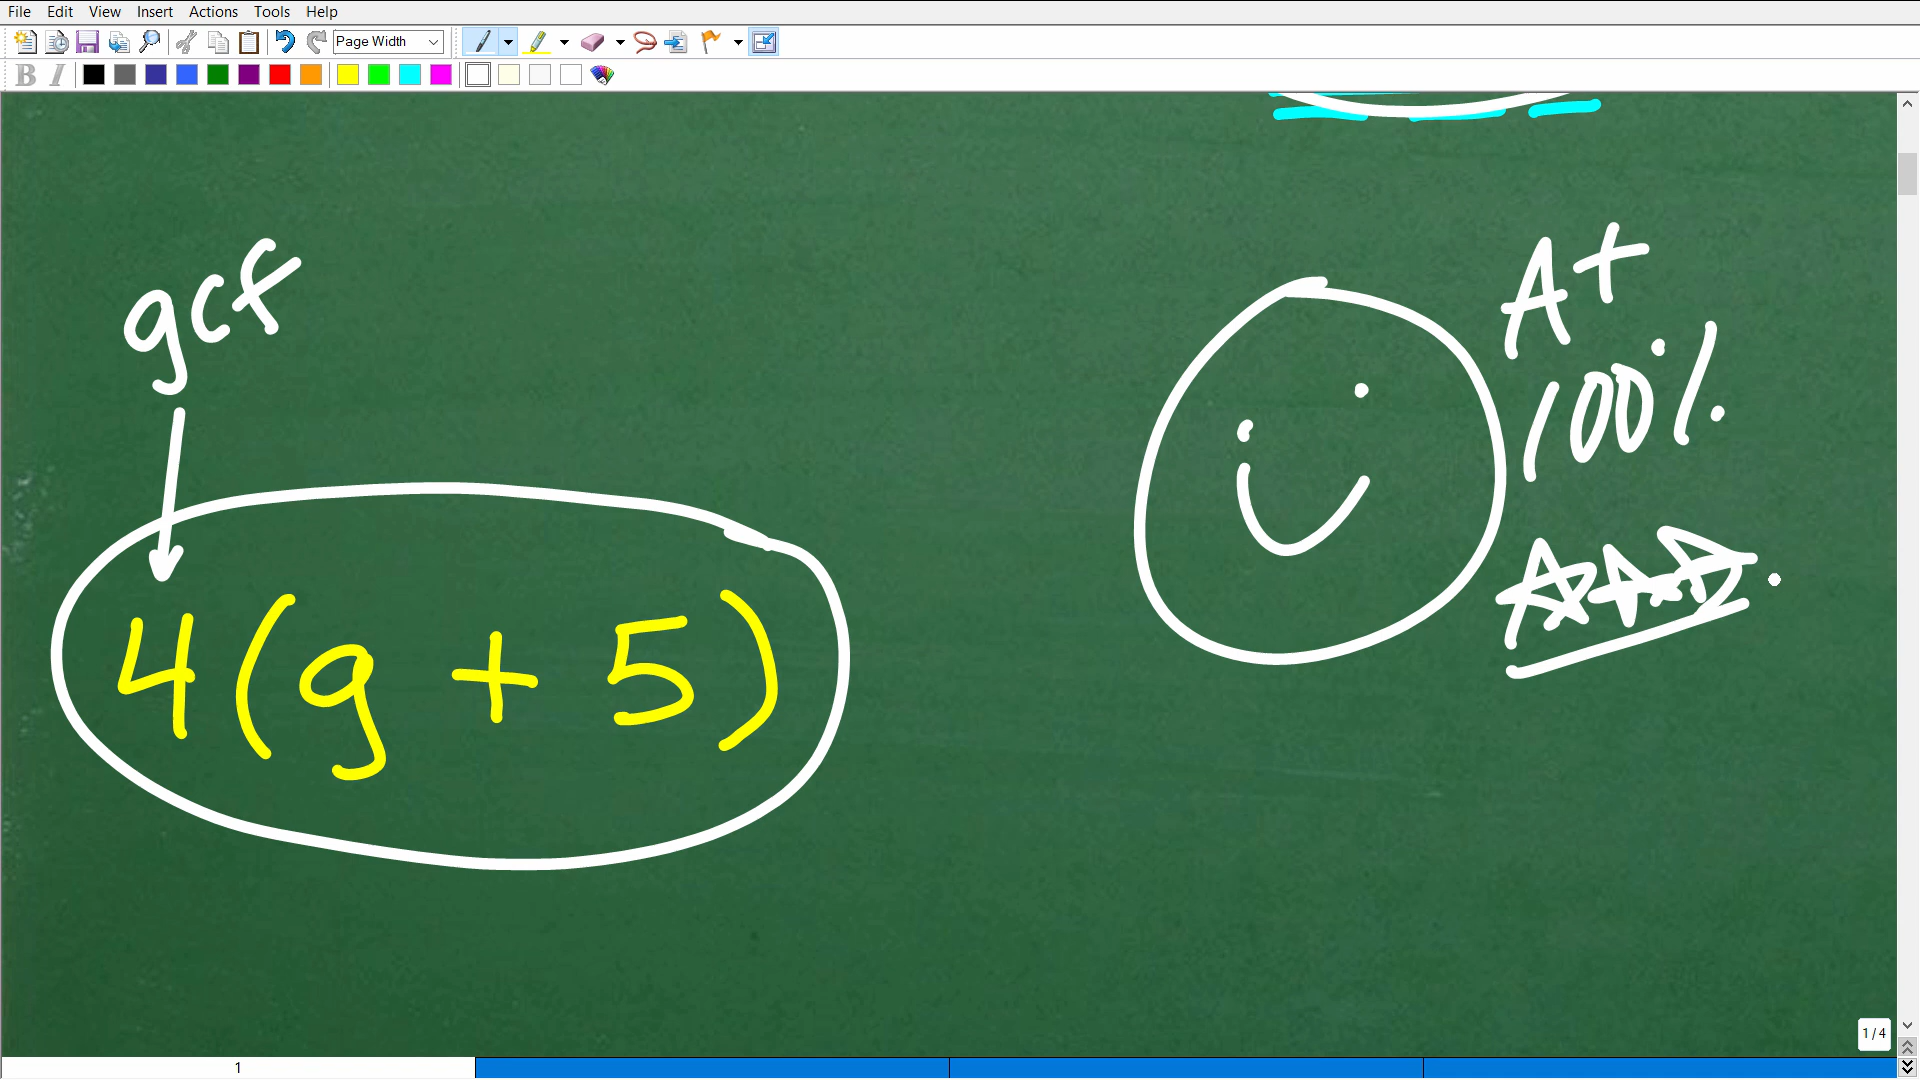 File Edit View Insert Actions Tools Help
Page Width
B I
gcf
A+
100%
4(g + 5)
1 / 4
1